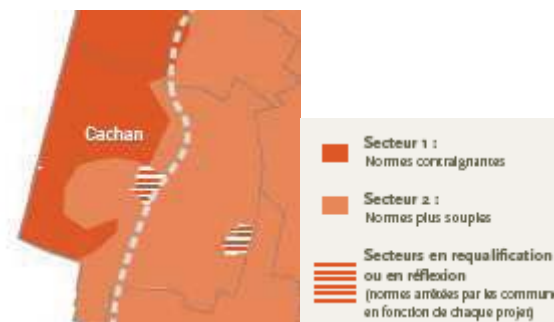 Cachan
Secteur 1 :
Normes contraignantes
Secteur 2 :
Normes plus souples
Secteurs en requalification
ou en réflexion
(normes arrêtées par les commune
en fonction de chaque projet)